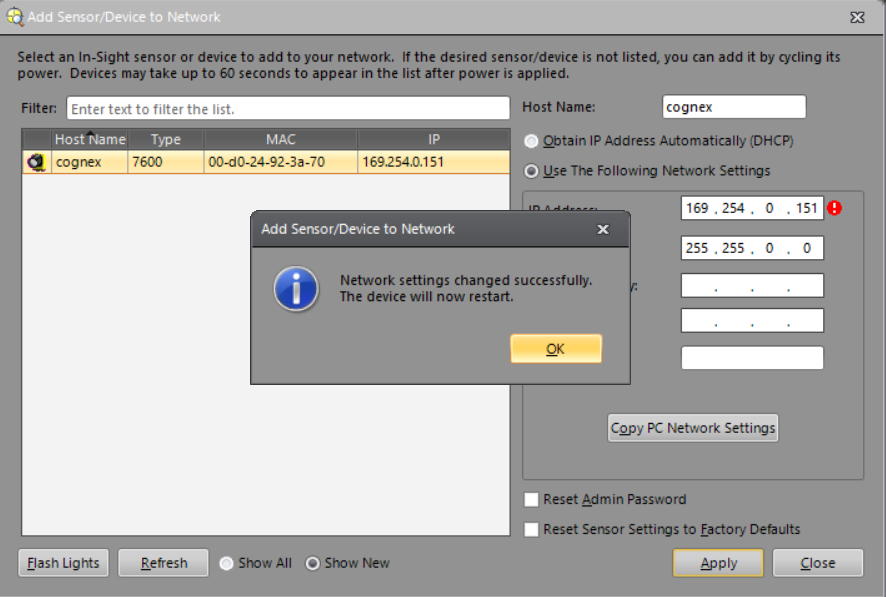 Add Sensor/Device to Network
Select an In-Sight sensor or device to add to your network. If the desired sensor/device is not listed, you can add it by cycling its
power. Devices may take up to 60 seconds to appear in the list after power is applied.
Filter: Enter text to filter the list.
Host Name Type MAC IP
cognex 7600 00-d0-24-92-3a-70 169.254.0.151
Host Name: cognex
Obtain IP Address Automatically (DHCP)
Use The Following Network Settings
IP Address: 169 . 254 . 0 . 151
255 . 255 . 0 . 0
y: . . .
. . .
Add Sensor/Device to Network
Network settings changed successfully.
The device will now restart.
OK
Copy PC Network Settings
Reset Admin Password
Reset Sensor Settings to Factory Defaults
Flash Lights Refresh Show All Show New Apply Close